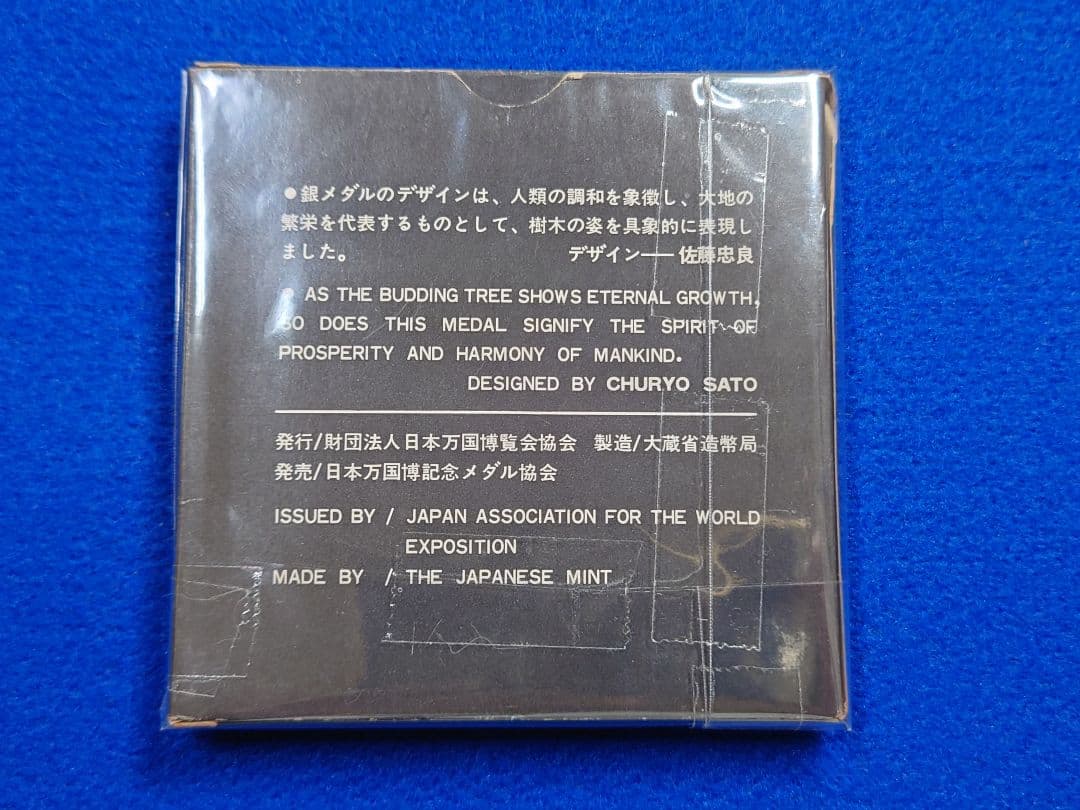 ●銀メダルのデザインは、人類の調和を象徴し、大地の
繁栄を代表するものとして、樹木の姿を具象的に表現し
ました。 デザイン――佐藤忠良
● AS THE BUDDING TREE SHOWS ETERNAL GROWTH,
SO DOES THIS MEDAL SIGNIFY THE SPIRIT OF
PROSPERITY AND HARMONY OF MANKIND.
DESIGNED BY CHURYO SATO
発行/財団法人日本万国博覧会協会 製造/大蔵省造幣局
発売/日本万国博記念メダル協会
ISSUED BY / JAPAN ASSOCIATION FOR THE WORLD
EXPOSITION
MADE BY / THE JAPANESE MINT